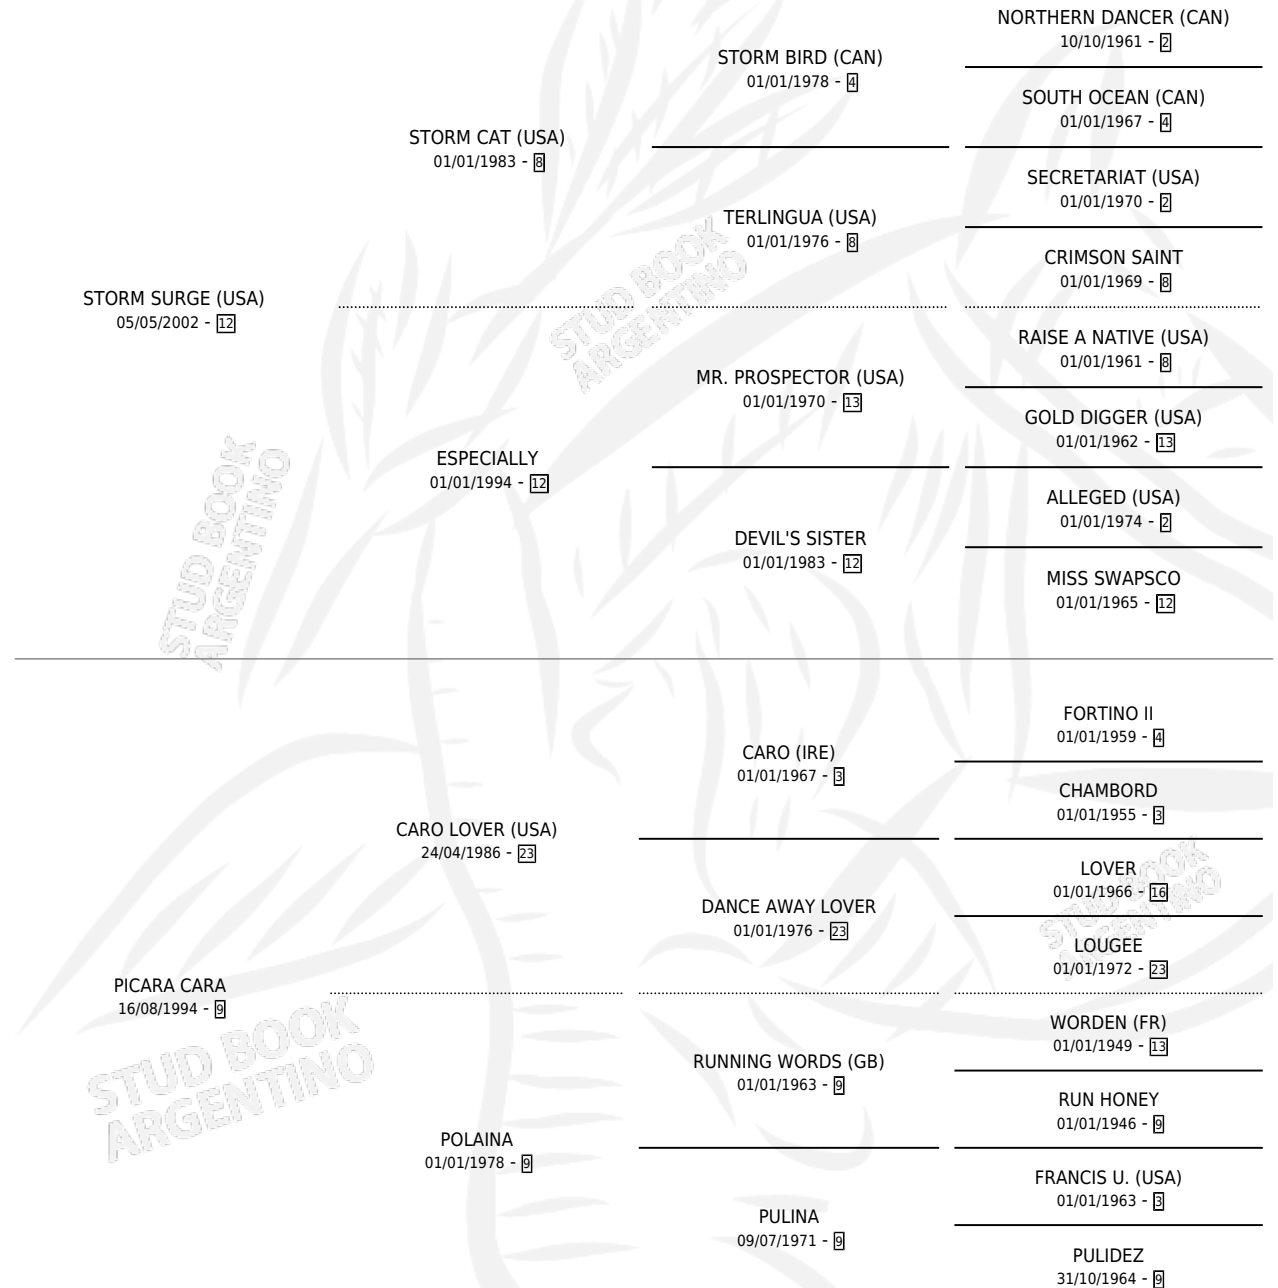 NORTHERN DANCER (CAN)
10/10/1961 - 2
STORM BIRD (CAN)
01/01/1978 - 4
SOUTH OCEAN (CAN)
01/01/1967 - 4
STORM CAT (USA)
01/01/1983 - 8
SECRETARIAT (USA)
01/01/1970 - 2
TERLINGUA (USA)
01/01/1976 - 8
CRIMSON SAINT
01/01/1969 - 8
STORM SURGE (USA)
05/05/2002 - 12
RAISE A NATIVE (USA)
01/01/1961 - 8
MR. PROSPECTOR (USA)
01/01/1970 - 13
GOLD DIGGER (USA)
01/01/1962 - 13
ESPECIALLY
01/01/1994 - 12
ALLEGED (USA)
01/01/1974 - 2
DEVIL'S SISTER
01/01/1983 - 12
MISS SWAPSCO
01/01/1965 - 12
FORTINO II
01/01/1959 - 4
CARO (IRE)
01/01/1967 - 3
CHAMBORD
01/01/1955 - 3
CARO LOVER (USA)
24/04/1986 - 23
LOVER
01/01/1966 - 16
DANCE AWAY LOVER
01/01/1976 - 23
LOUGEE
01/01/1972 - 23
PICARA CARA
16/08/1994 - 9
WORDEN (FR)
01/01/1949 - 13
RUNNING WORDS (GB)
01/01/1963 - 9
RUN HONEY
01/01/1946 - 9
POLAINA
01/01/1978 - 9
FRANCIS U. (USA)
01/01/1963 - 3
PULINA
09/07/1971 - 9
PULIDEZ
31/10/1964 - 9
STUD BOOK
ARGENTINO
STUD BOOK
ARGENTINO
STUD BOOK
ARGENTINO
STUD BOOK
ARGENTINO